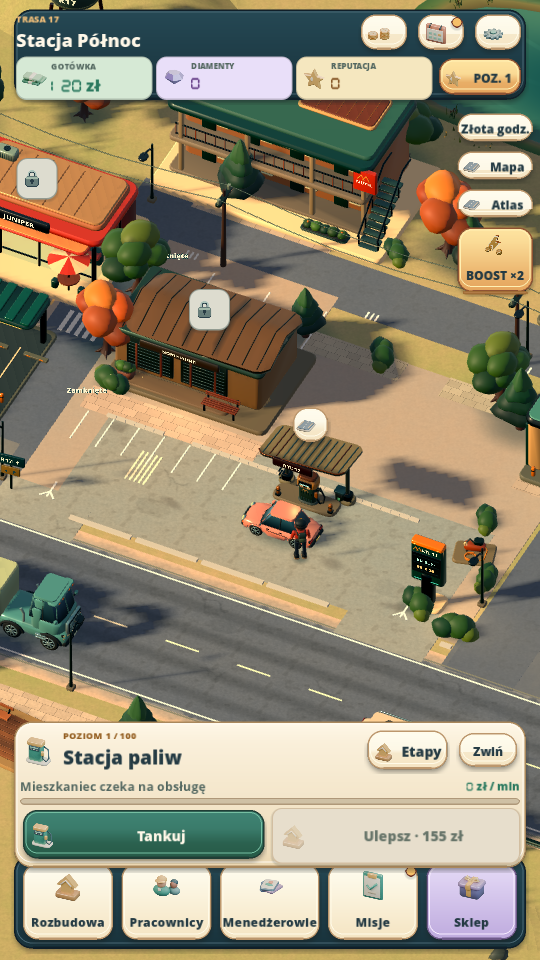 TRASA 17
Stacja Północ
GOTÓWKA
120 zł
DIAMENTY
0
REPUTACJA
0
POZ. 1
Złota godz.
Mapa
Atlas
BOOST ×2
JUNIPER
Zamknięte
POZIOM 1 / 100
Stacja paliw
Etapy
Zwiń
Mieszkaniec czeka na obsługę
0 zł / min
Tankuj
Ulepsz · 155 zł
Rozbudowa
Pracownicy
Menedżerowie
Misje
Sklep